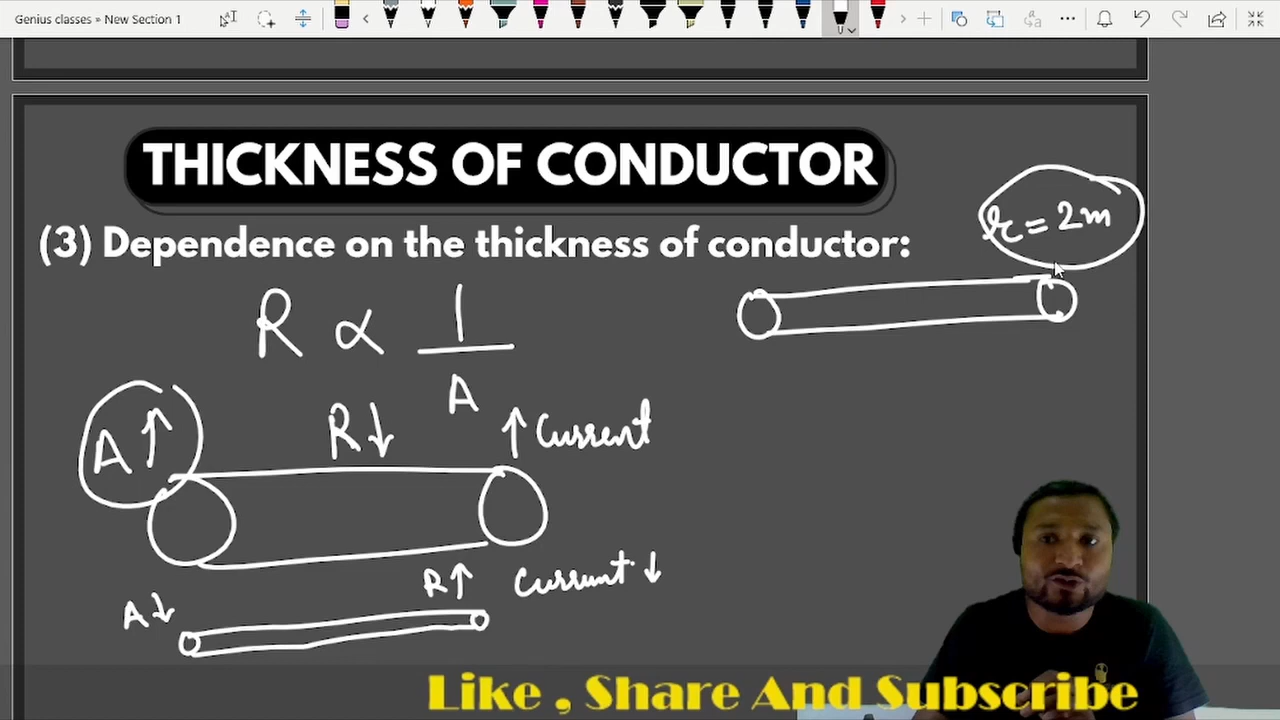 Genius classes » New Section 1
THICKNESS OF CONDUCTOR
(3) Dependence on the thickness of conductor:
r = 2m
R ∝ 1/A
A↑
R↓
↑ Current
R↑
Current ↓
A↓
Like , Share And Subscribe